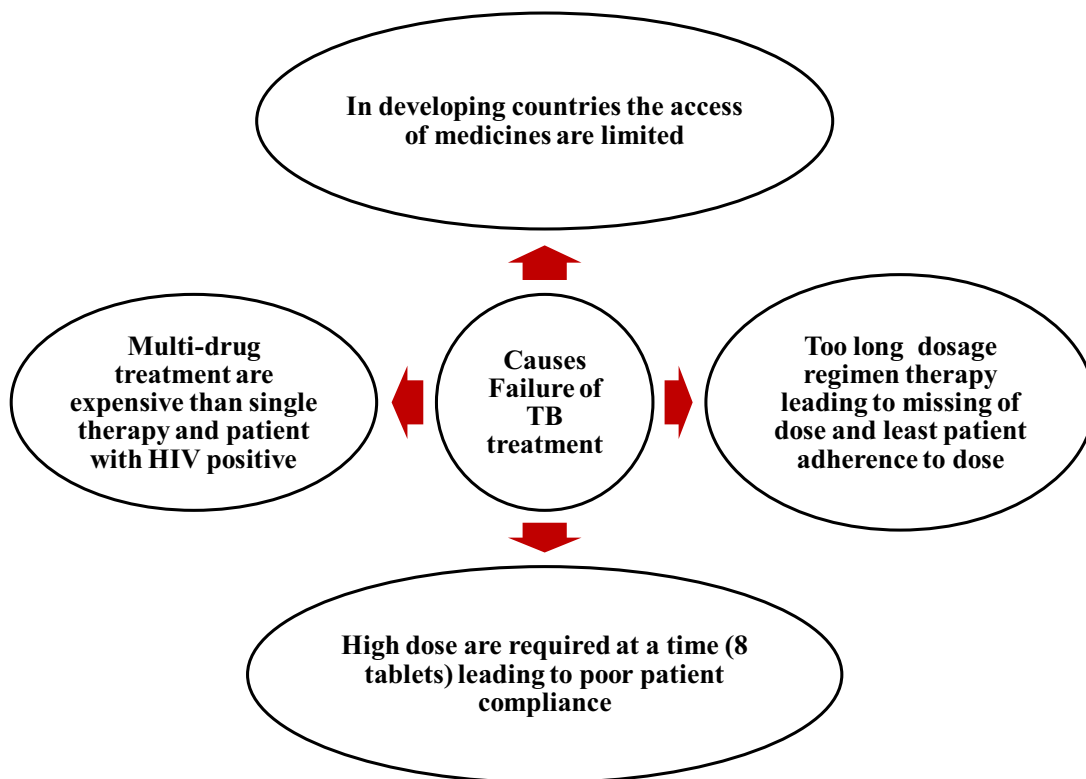 In developing countries the access
of medicines are limited
Multi-drug
treatment are
expensive than single
therapy and patient
with HIV positive
Causes
Failure of
TB
treatment
Too long dosage
regimen therapy
leading to missing of
dose and least patient
adherence to dose
High dose are required at a time (8
tablets) leading to poor patient
compliance